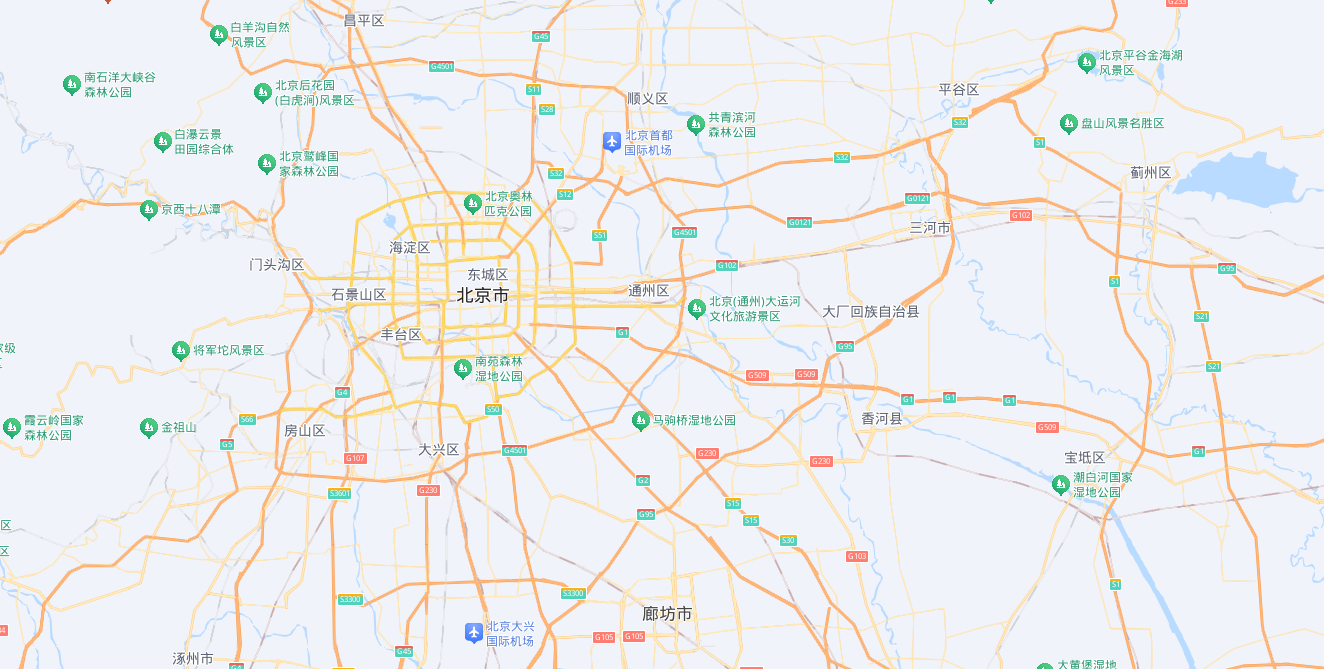 昌平区
G233
白羊沟自然
风景区
G45
G4501
南石洋大峡谷
森林公园
北京后花园
(白虎涧)风景区
S11
S28
顺义区
共青滨河
森林公园
北京平谷金海湖
风景区
平谷区
S32
盘山风景名胜区
S1
白瀑云景
田园综合体
北京鹫峰国
家森林公园
北京首都
国际机场
S32
S32
S12
蓟州区
京西十八潭
北京奥林
匹克公园
G0121
G102
G0121
三河市
S51
G4501
海淀区
门头沟区
东城区
G102
G95
石景山区
北京市
通州区
S1
北京(通州)大运河
文化旅游景区
大厂回族自治县
S21
丰台区
G1
G95
将军坨风景区
南苑森林
湿地公园
家级
S21
G509
G509
G4
G1
G1
G1
S50
霞云岭国家
森林公园
金祖山
S66
马驹桥湿地公园
香河县
G509
房山区
G5
大兴区
G4501
G107
G230
G230
宝坻区
G1
潮白河国家
湿地公园
G2
S3601
G230
S15
G95
S15
区
S30
区
G103
S1
S3300
S3300
廊坊市
北京大兴
国际机场
G105
G105
G45
涿州市
大黄堡湿地